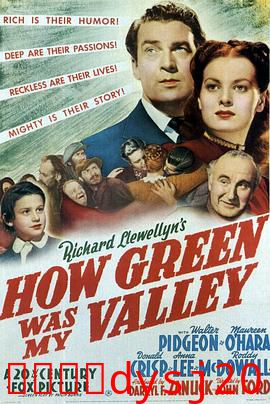 RICH IS THEIR HUMOR!
DEEP ARE THEIR PASSIONS!
RECKLESS ARE THEIR LIVES!
MIGHTY IS THEIR STORY!
Richard Llewellyn's
HOW GREEN
WAS MY VALLEY
WITH Walter Maureen
PIDGEON · O'HARA
Donald Anna Roddy
CRISP · LEE
A 20th CENTURY
FOX PICTURE
DARRYL F. ZANUCK
JOHN FORD
dysj20